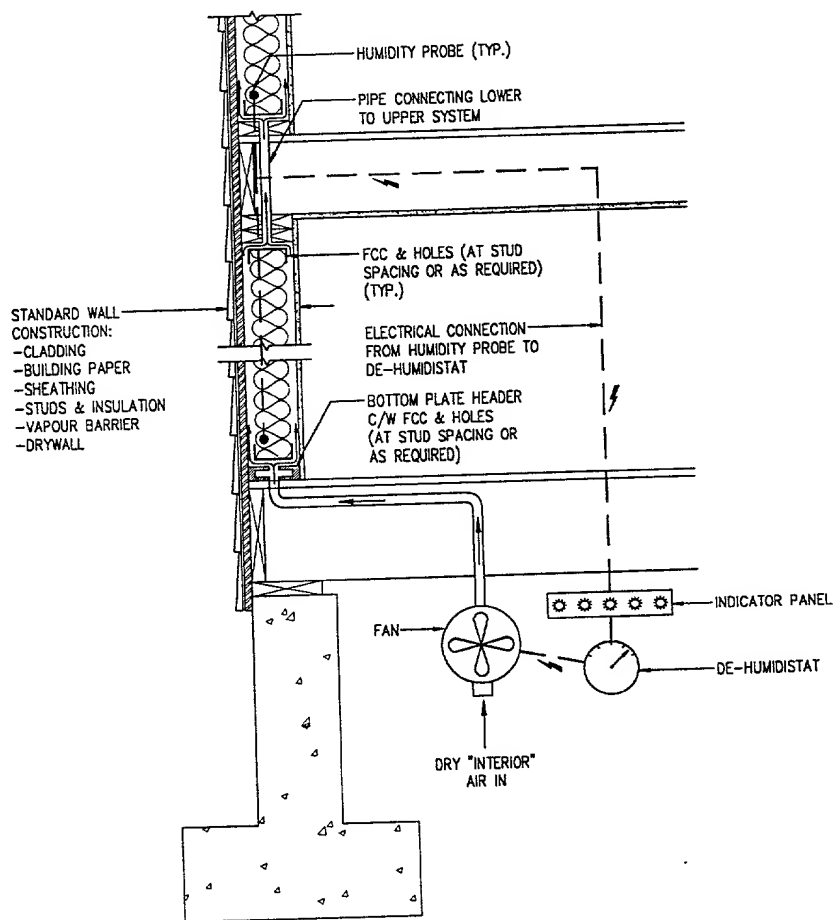 HUMIDITY PROBE (TYP.)
PIPE CONNECTING LOWER
TO UPPER SYSTEM
FCC & HOLES (AT STUD
SPACING OR AS REQUIRED)
(TYP.)
STANDARD WALL
CONSTRUCTION:
-CLADDING
-BUILDING PAPER
-SHEATHING
-STUDS & INSULATION
-VAPOUR BARRIER
-DRYWALL
ELECTRICAL CONNECTION
FROM HUMIDITY PROBE TO
DE-HUMIDISTAT
BOTTOM PLATE HEADER
C/W FCC & HOLES
(AT STUD SPACING OR
AS REQUIRED)
INDICATOR PANEL
FAN
DE-HUMIDISTAT
DRY "INTERIOR"
AIR IN